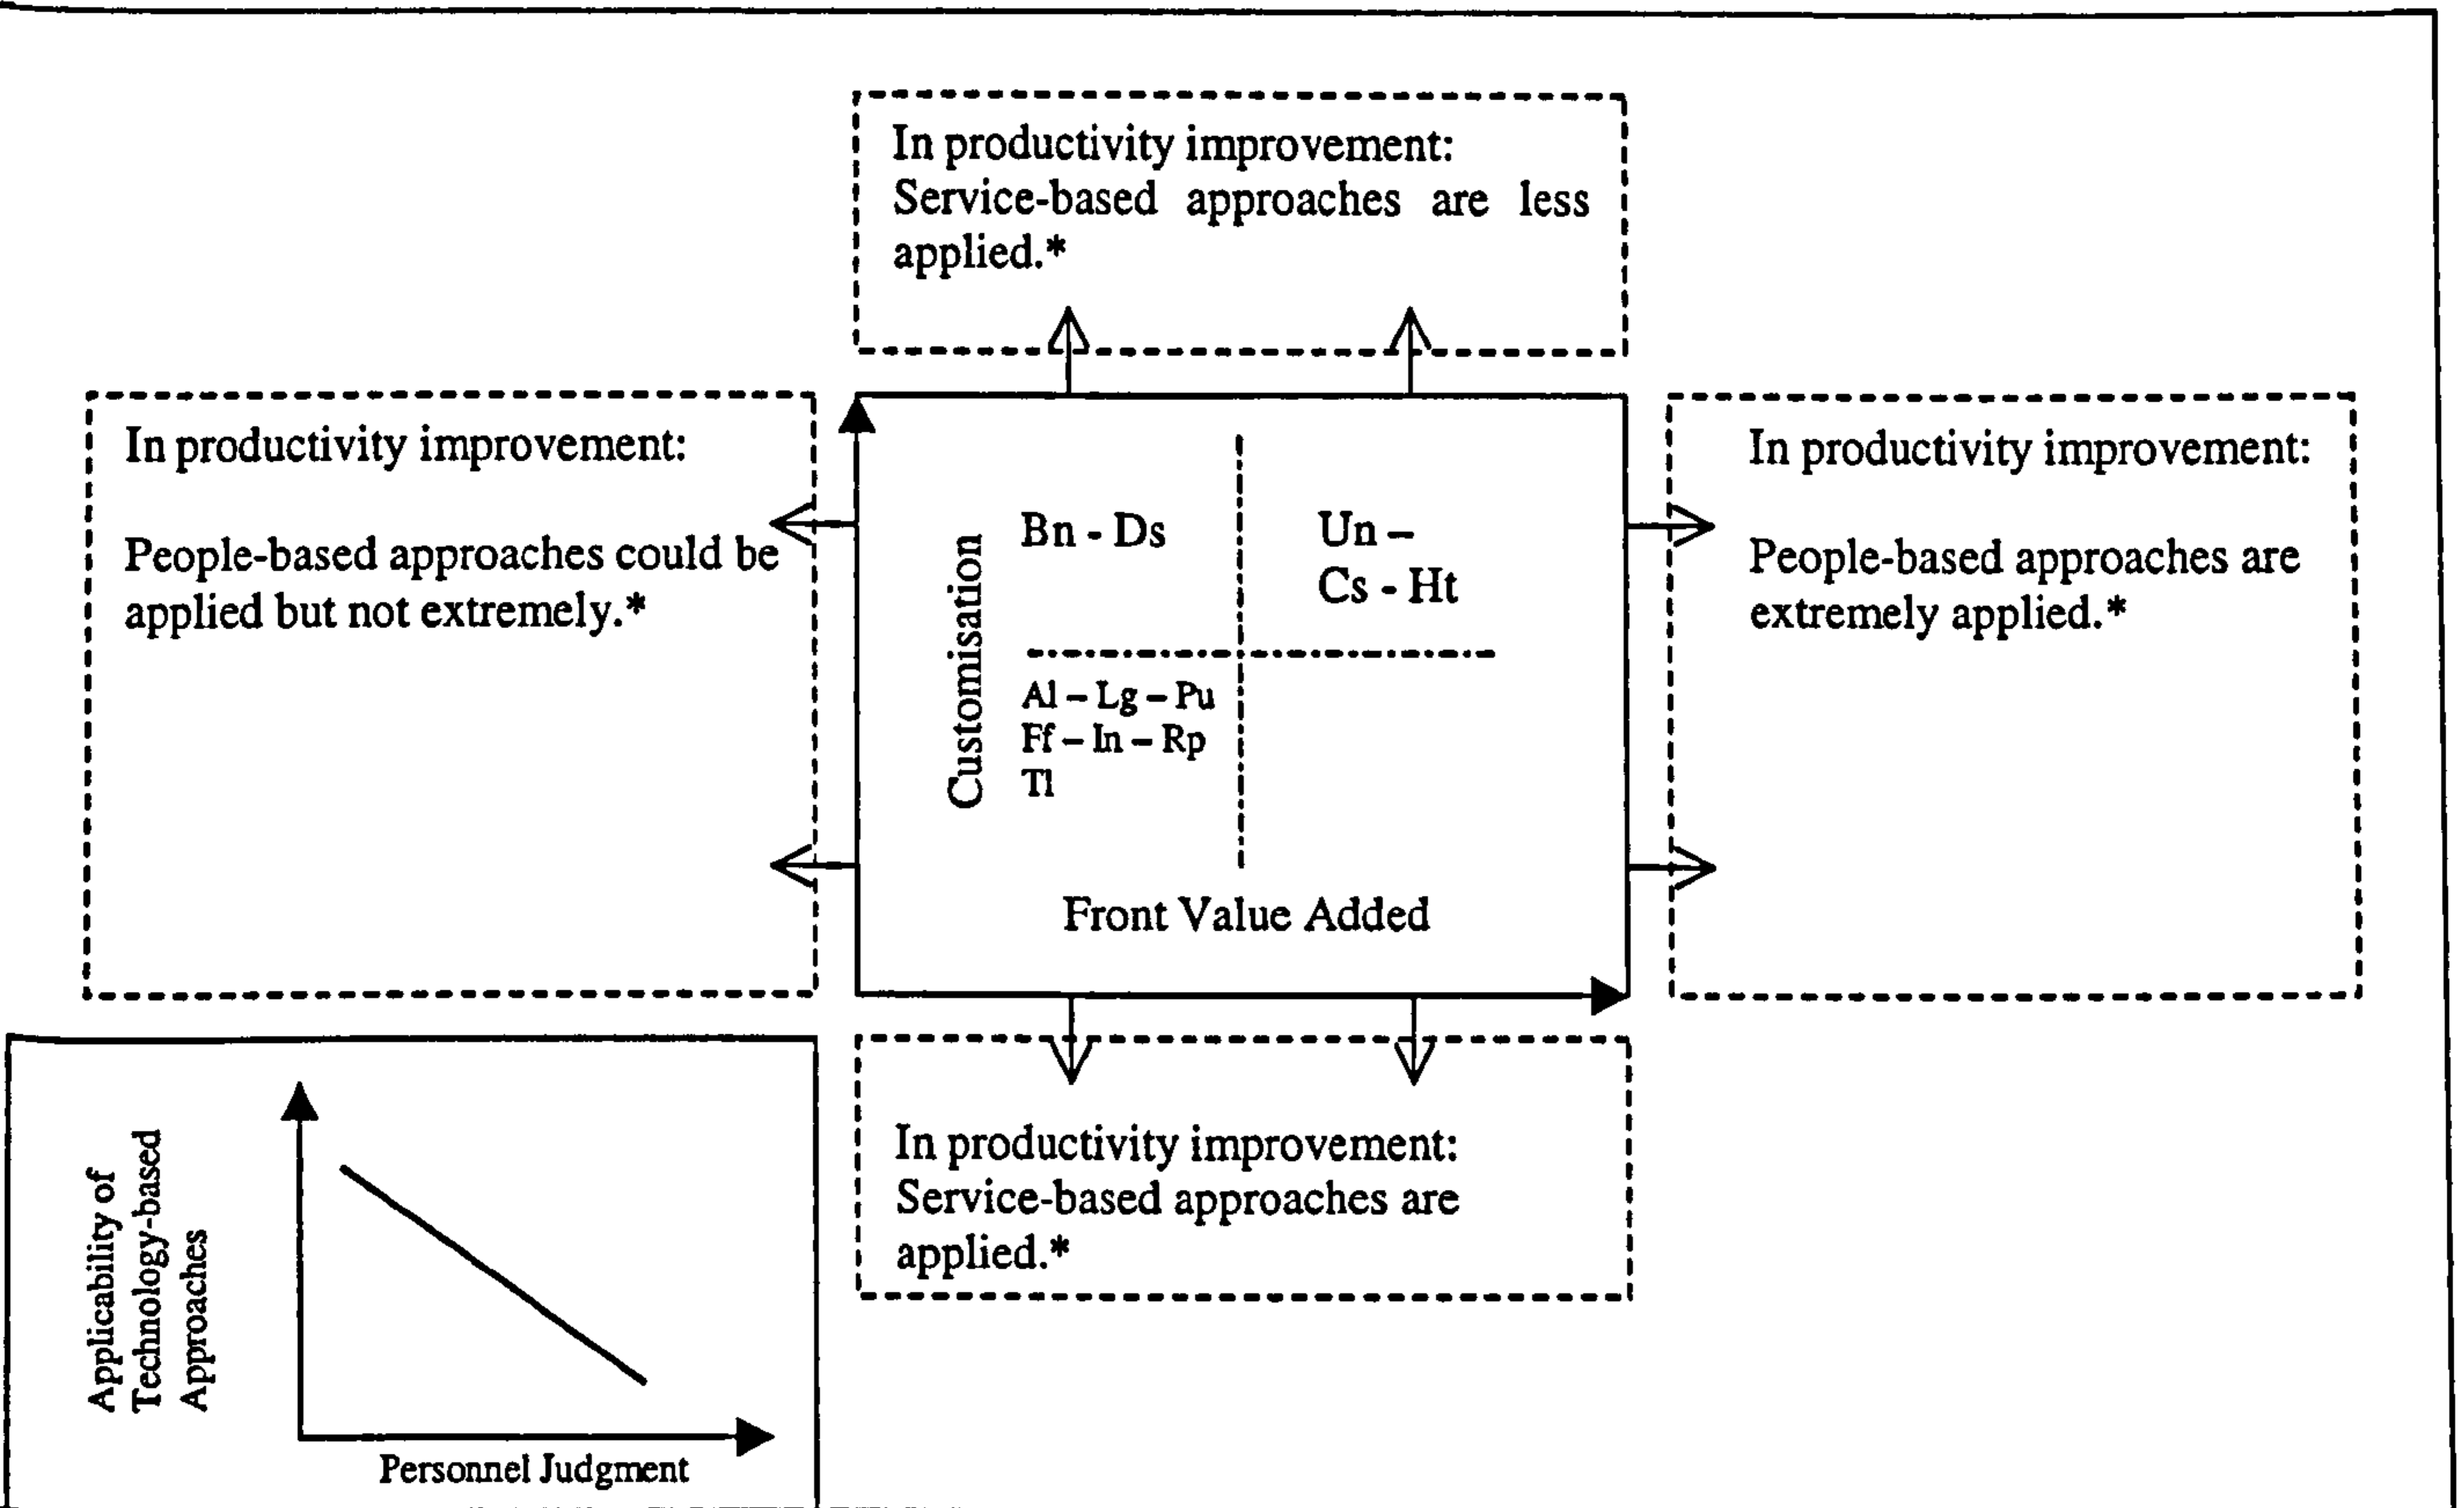 In productivity improvement:
Service-based approaches are less
applied.*
In productivity improvement:
People-based approaches could be
applied but not extremely.*
Customisation
Bn - Ds
Un –
Cs - Ht
Al – Lg – Pu
Ff – In – Rp
Tl
Front Value Added
In productivity improvement:
People-based approaches are
extremely applied.*
In productivity improvement:
Service-based approaches are
applied.*
Applicability of
Technology-based
Approaches
Personnel Judgment